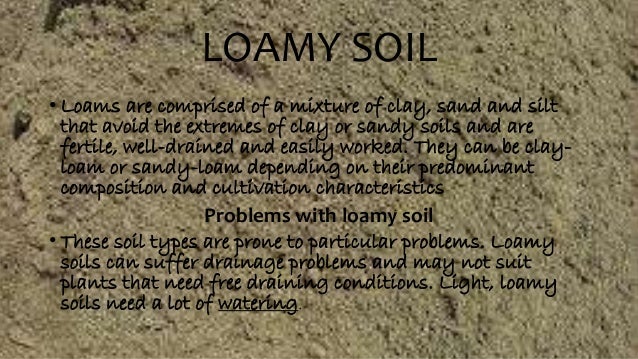 LOAMY SOIL
• Loams are comprised of a mixture of clay, sand and silt
that avoid the extremes of clay or sandy soils and are
fertile, well-drained and easily worked. They can be clay-
loam or sandy-loam depending on their predominant
composition and cultivation characteristics
Problems with loamy soil
• These soil types are prone to particular problems. Loamy
soils can suffer drainage problems and may not suit
plants that need free draining conditions. Light, loamy
soils need a lot of watering.